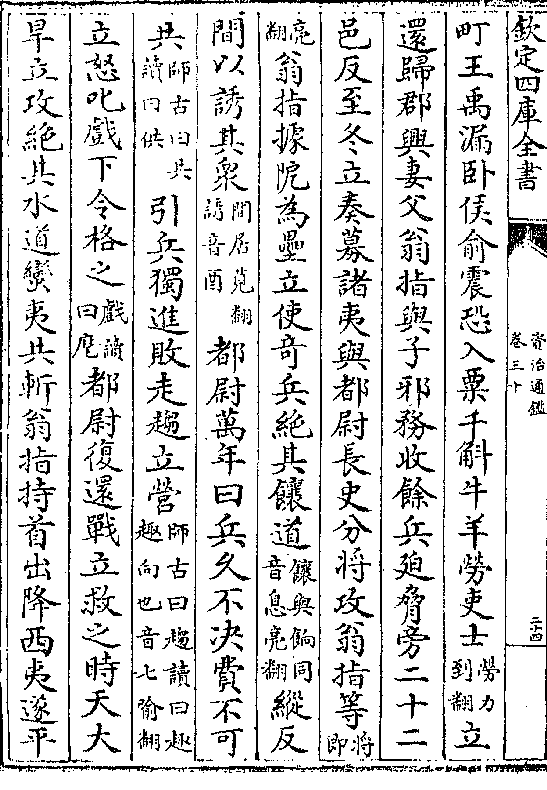 欽定四庫全書
資治通鑑
卷三十
二十四
町王禹漏卧侯俞震恐入粟千斛牛羊勞吏士勞力到翻立
還歸郡興妻父翁指與子邪務收餘兵廹脅旁二十二
邑反至冬立奏募諸夷與都尉長史分將攻翁指等將即
亮翻翁指據阨為壘立使竒兵絶其饟道饟與餉同音息亮翻縱反
間以誘其衆間居莧翻誘音酉都尉萬年曰兵久不決費不可
共師古曰共讀曰供引兵獨進敗走趨立營師古曰趨讀曰趣趣向也音七喻翻
立怒叱戲下令格之戲讀曰麾都尉復還戰立救之時天大
旱立攻絶其水道蠻夷共斬翁指持首出降西夷遂平